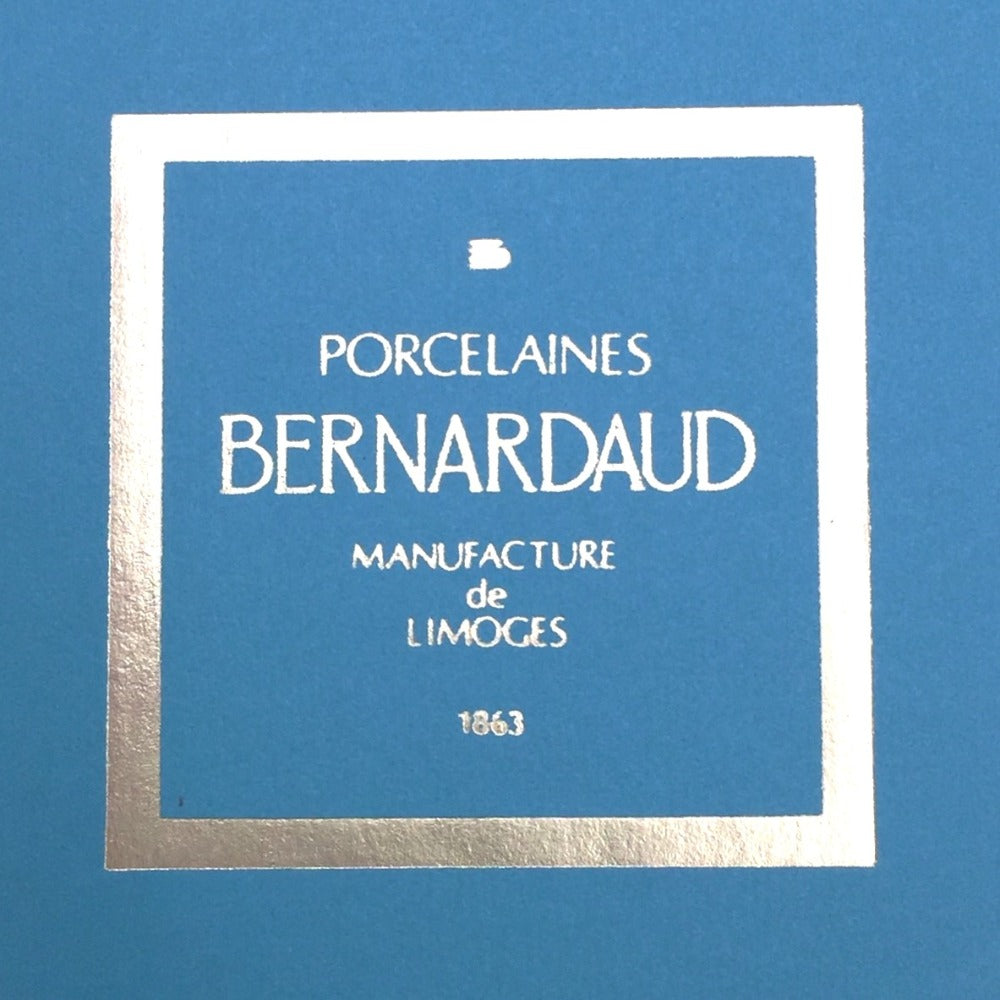 B
PORCELAINES
BERNARDAUD
MANUFACTURE
de
LIMOGES
1863